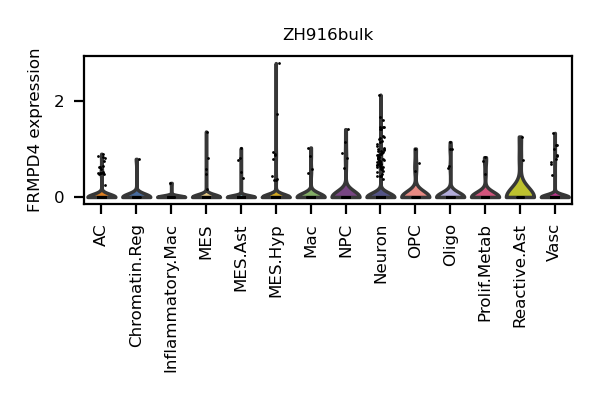 ZH916bulk
FRMPD4 expression
2
0
AC
Chromatin.Reg
Inflammatory.Mac
MES
MES.Ast
MES.Hyp
Mac
NPC
Neuron
OPC
Oligo
Prolif.Metab
Reactive.Ast
Vasc